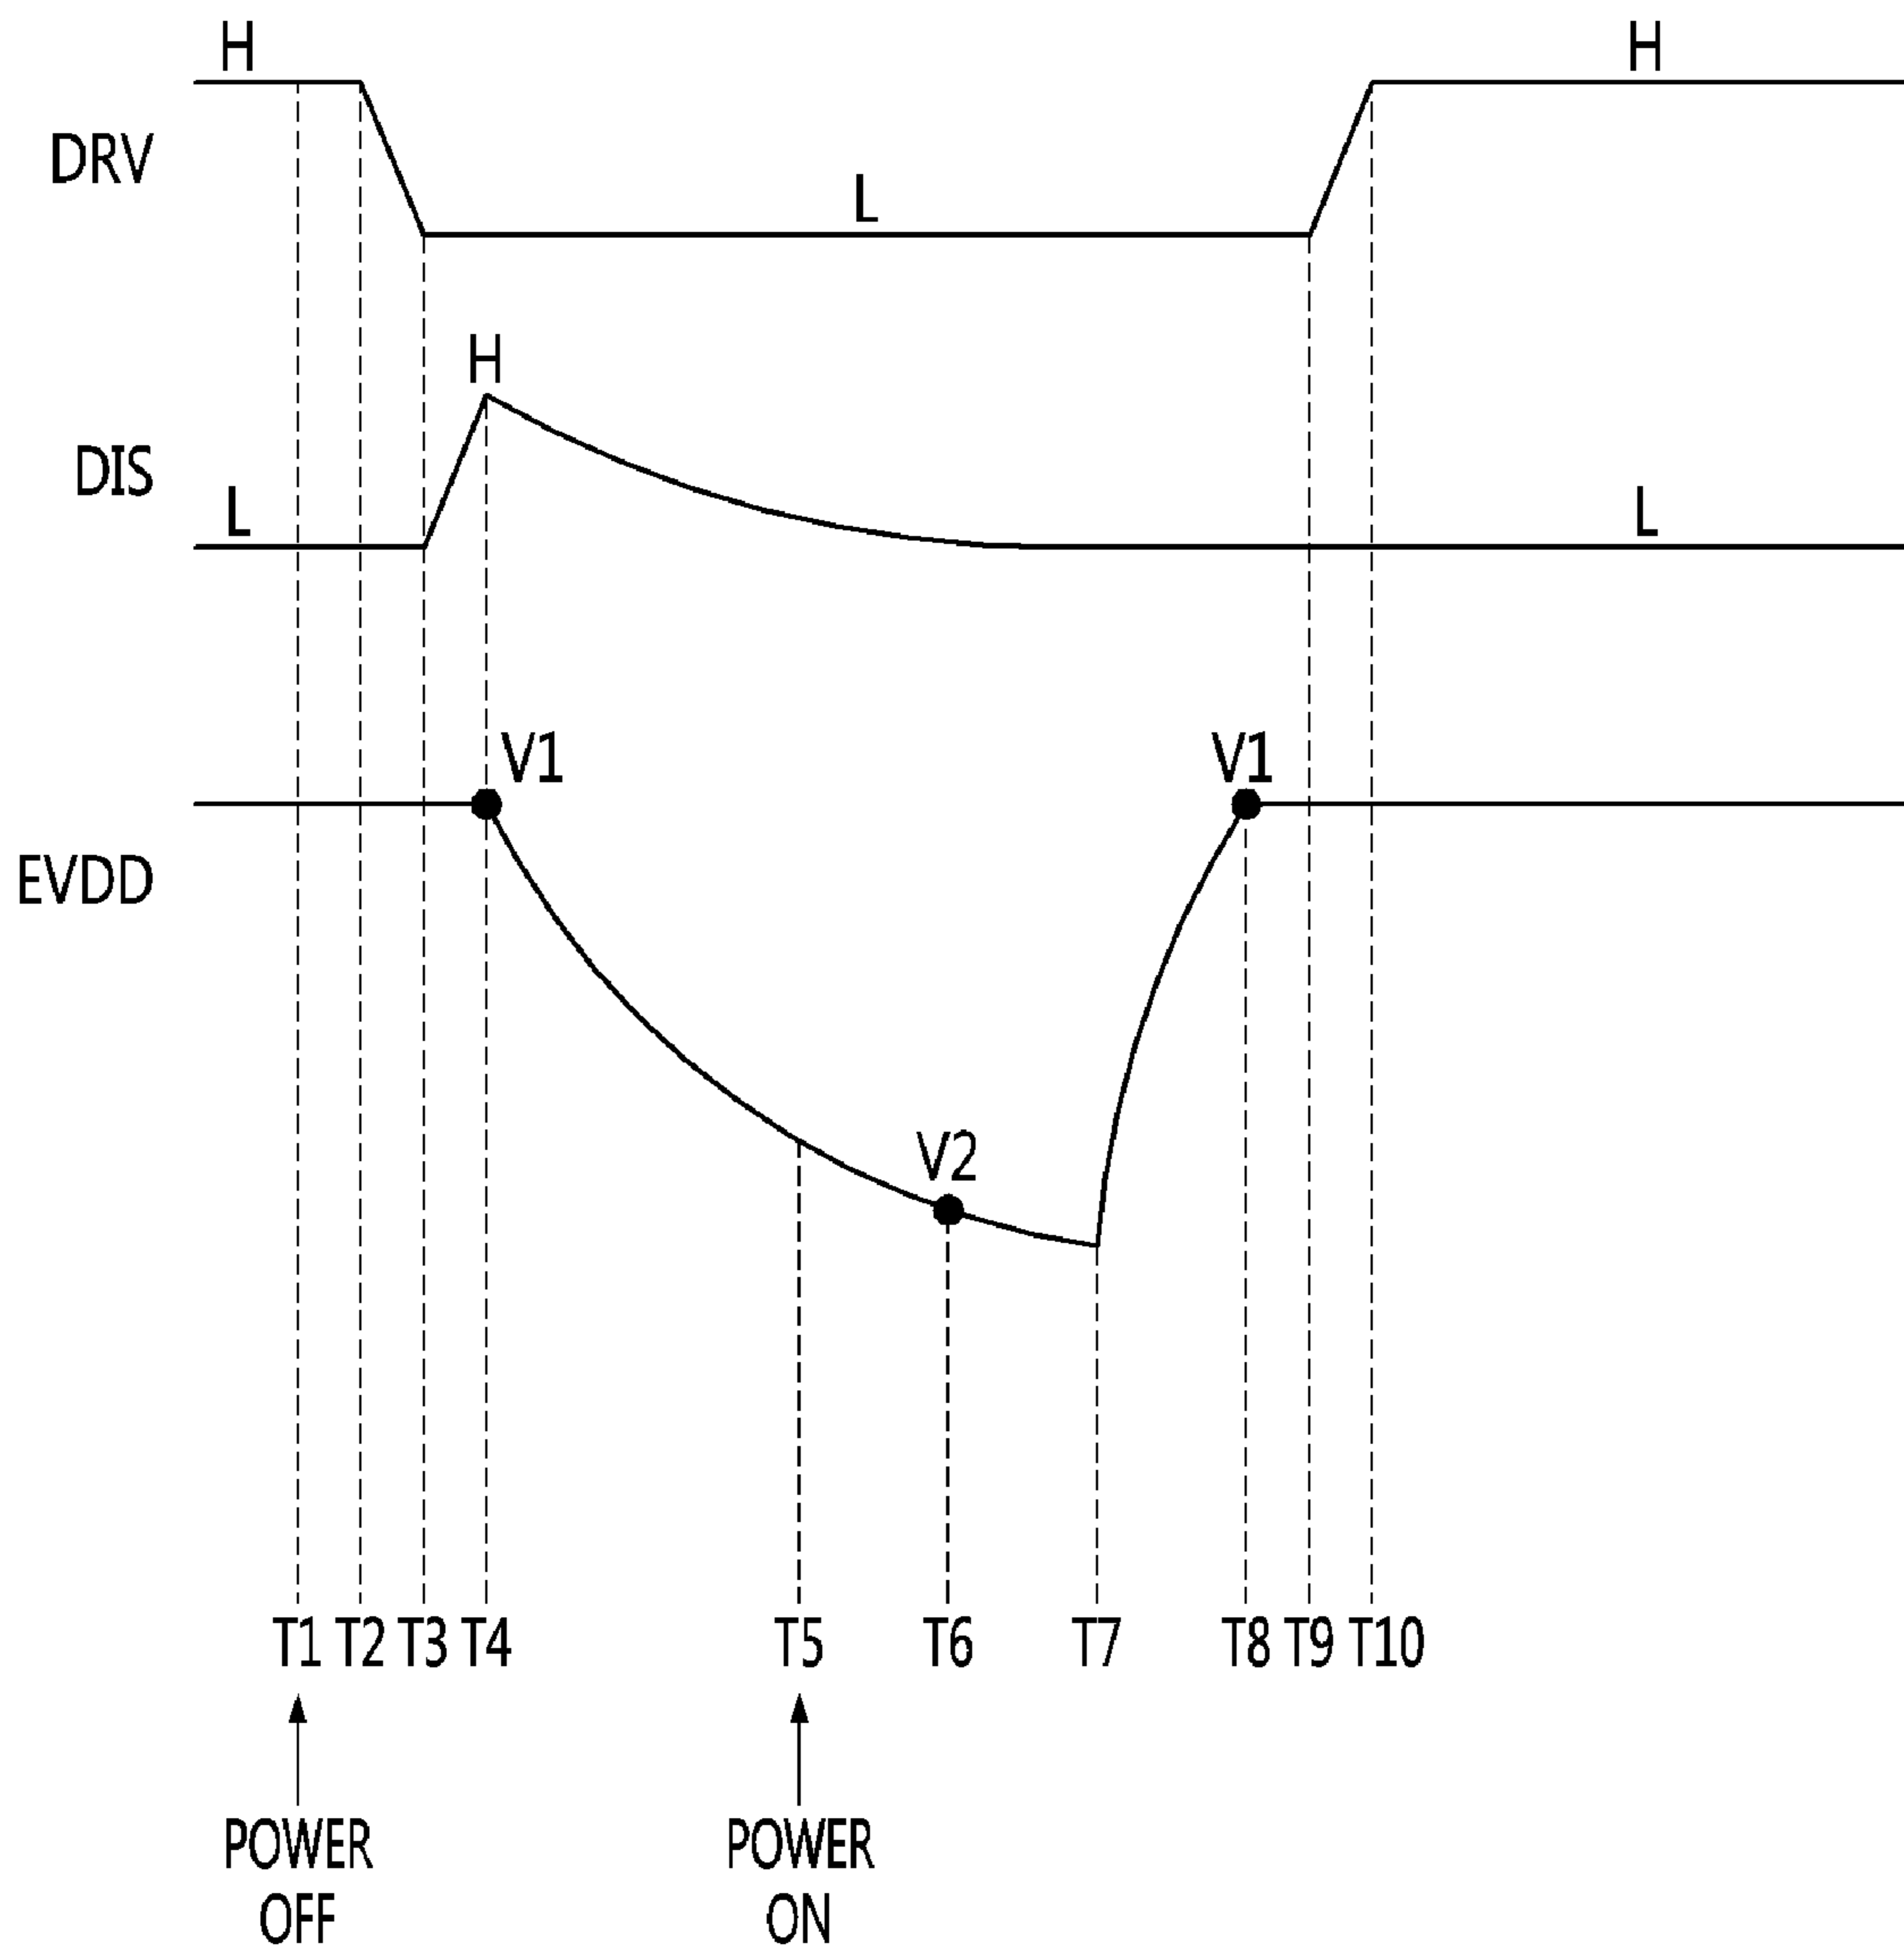 H
H
DRV
L
H
DIS
L
L
V1
V1
EVDD
V2
T1 T2 T3 T4 T5 T6 T7 T8 T9 T10
POWER
OFF
POWER
ON